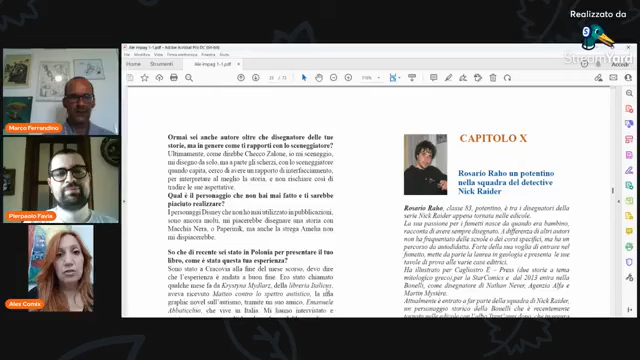 Realizzato da
StreamYard
Ale impag 1-1.pdf - Adobe Acrobat Pro DC (64-bit)
Home Strumenti Ale impag 1-1.pdf Accedi
Marco Ferrandino
Pierpaolo Favia
Alex Comix
Ormai sei anche autore oltre che disegnatore delle tue
storie, ma in genere come ti rapporti con lo sceneggiatore?
Ultimamente, come direbbe Checco Zalone, io mi sceneggio,
mi disegno da solo, ma a parte gli scherzi, con lo sceneggiatore
quando capita, cerco di avere un rapporto di interfacciamento,
per interpretare al meglio la storia, e non rischiare così di
tradire le sue aspettative.
Qual è il personaggio che non hai mai fatto e ti sarebbe
piaciuto realizzare?
I personaggi Disney che non ho mai utilizzato in pubblicazioni,
sono ancora molti, mi piacerebbe disegnare una storia con
Macchia Nera, o Paperinik, ma anche la strega Amelia non
mi dispiacerebbe.
So che di recente sei stato in Polonia per presentare il tuo
libro, come è stata questa tua esperienza?
Sono stato a Cracovia alla fine del mese scorso, devo dire
che l'esperienza è andata a buon fine. Ero stato chiamato
qualche mese fa da Krystyna Mydlarz, della libreria Italicus,
aveva ricevuto Matteo contro lo spettro autistico, la mia
graphic novel sull'autismo, tramite un suo amico, Emanuele
Abbaticchio, che vive in Italia. Mi hanno intervistato e
CAPITOLO X
Rosario Raho un potentino
nella squadra del detective
Nick Raider
Rosario Raho, classe 83, potentino, è tra i disegnatori della
serie Nick Raider appena tornata nelle edicole.
La sua passione per i fumetti nasce da quando era bambino,
racconta di avere sempre disegnato. A differenza di altri autori
non ha frequentato delle scuole o dei corsi specifici, ma ha un
percorso da autodidatta. Forte della sua voglia di entrare nel
fumetto, mette da parte la laurea in geologia e presenta le sue
tavole di prova alle varie case editrici.
Ha illustrato per Cagliostro E - Press (due storie a tema
mitologico greco), per la StarComics e dal 2013 entra in
Bonelli, come disegnatore di Nathan Never, Agenzia Alfa e
Martin Mystère.
Attualmente è entrato a far parte della squadra di Nick Raider,
un personaggio storico della Bonelli che è recentemente